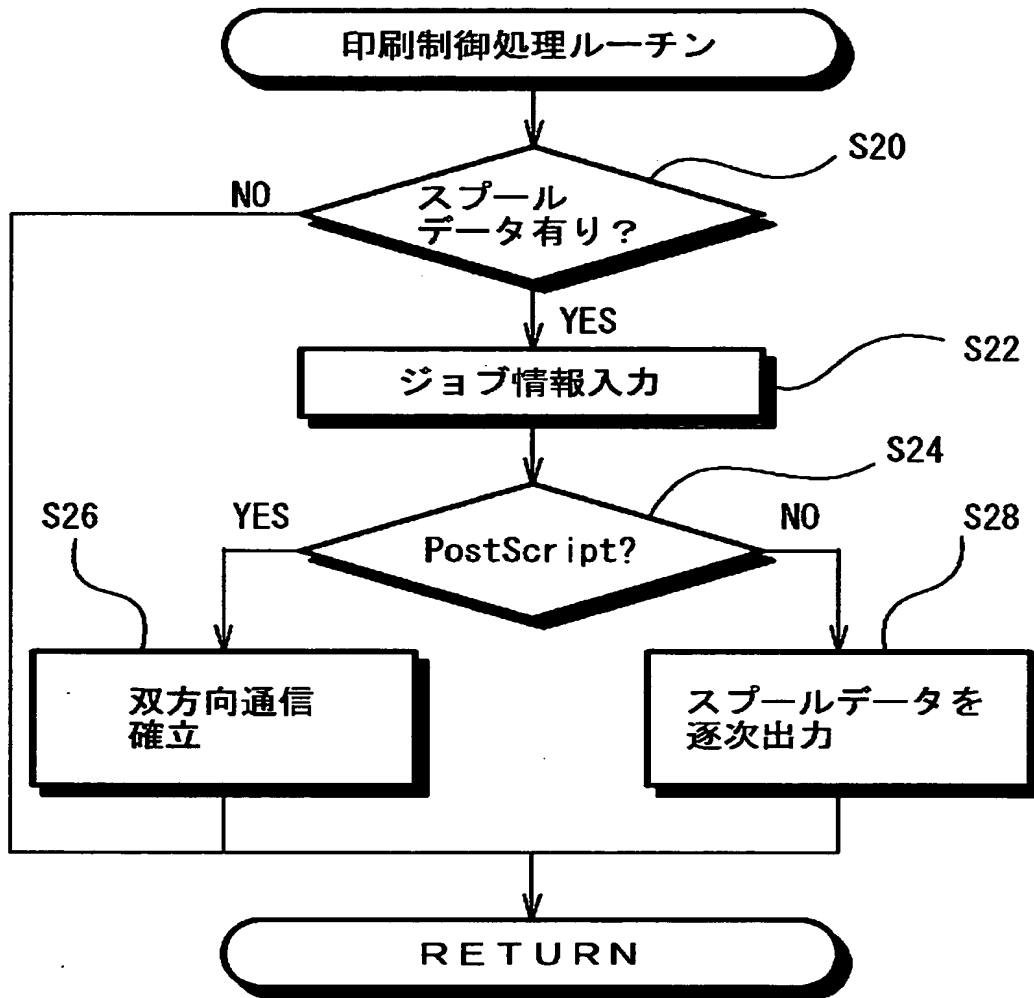 印刷制御処理ルーチン
S20
NO
スプール
データ有り？
YES
S22
ジョブ情報入力
S24
S26
YES
NO
S28
PostScript?
双方向通信
確立
スプールデータを
逐次出力
RETURN